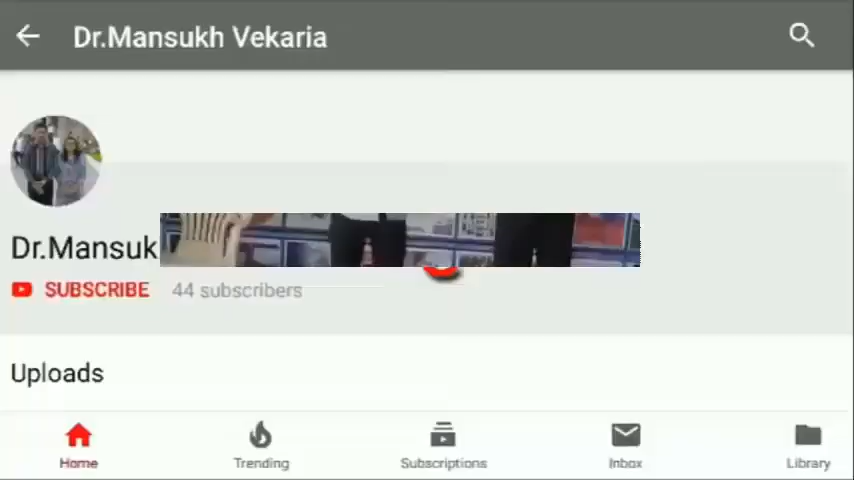 Dr.Mansukh Vekaria
Dr.Mansuk
SUBSCRIBE 44 subscribers
Uploads
Home Trending Subscriptions Inbox Library